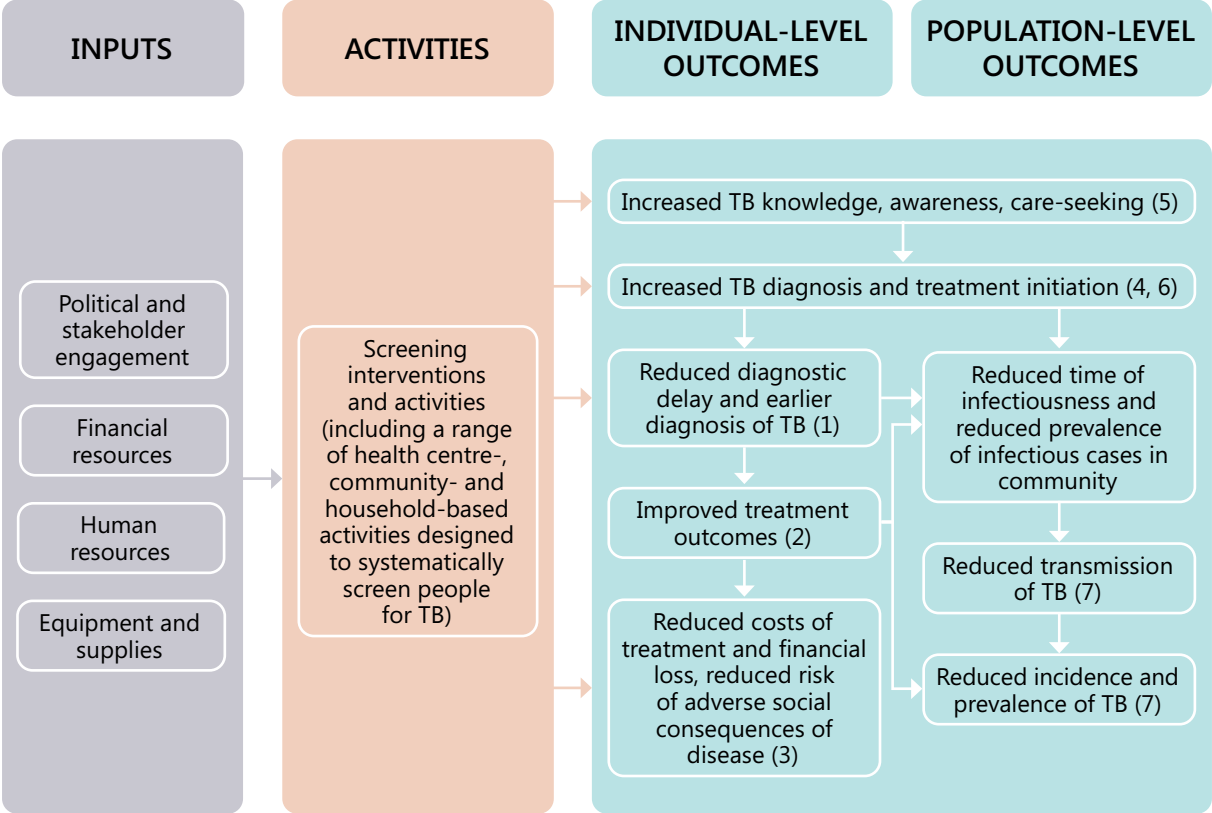 INPUTS
ACTIVITIES
INDIVIDUAL-LEVEL
OUTCOMES
POPULATION-LEVEL
OUTCOMES
Political and
stakeholder
engagement
Financial
resources
Human
resources
Equipment and
supplies
Screening
interventions
and activities
(including a range
of health centre-,
community- and
household-based
activities designed
to systematically
screen people
for TB)
Increased TB knowledge, awareness, care-seeking (5)
Increased TB diagnosis and treatment initiation (4, 6)
Reduced diagnostic
delay and earlier
diagnosis of TB (1)
Improved treatment
outcomes (2)
Reduced costs of
treatment and financial
loss, reduced risk
of adverse social
consequences of
disease (3)
Reduced time of
infectiousness and
reduced prevalence
of infectious cases in
community
Reduced transmission
of TB (7)
Reduced incidence and
prevalence of TB (7)